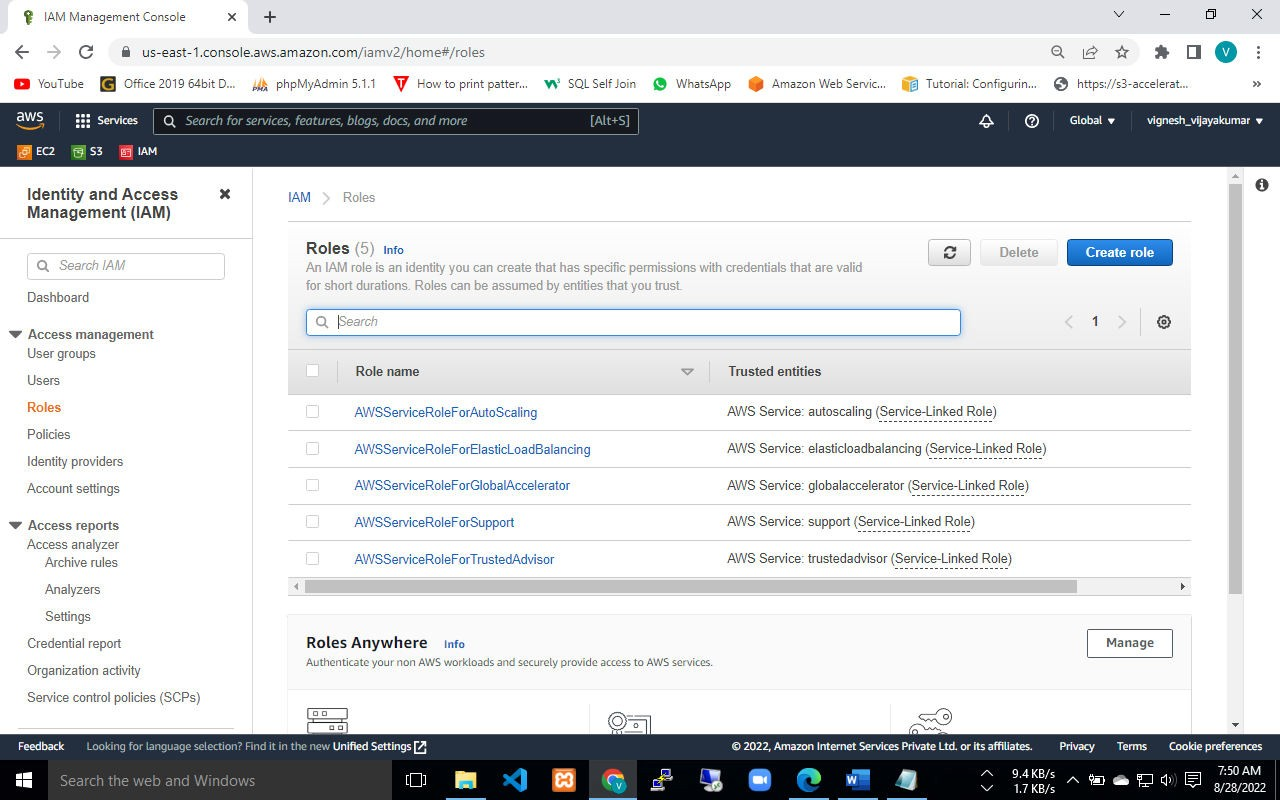 IAM Management Console
us-east-1.console.aws.amazon.com/iamv2/home#/roles
V
YouTube
Office 2019 64bit D...
phpMyAdmin 5.1.1
How to print patter...
SQL Self Join
WhatsApp
Amazon Web Servic...
Tutorial: Configurin...
https://s3-accelerat...
»
aws
Services
Search for services, features, blogs, docs, and more
[Alt+S]
Global
vignesh_vijayakumar
EC2
S3
IAM
Identity and Access
Management (IAM)
Search IAM
Dashboard
Access management
User groups
Users
Roles
Policies
Identity providers
Account settings
Access reports
Access analyzer
Archive rules
Analyzers
Settings
Credential report
Organization activity
Service control policies (SCPs)
IAM
Roles
Roles (5) Info
An IAM role is an identity you can create that has specific permissions with credentials that are valid
for short durations. Roles can be assumed by entities that you trust.
Delete
Create role
Search
1
Role name
Trusted entities
AWSServiceRoleForAutoScaling
AWS Service: autoscaling (Service-Linked Role)
AWSServiceRoleForElasticLoadBalancing
AWS Service: elasticloadbalancing (Service-Linked Role)
AWSServiceRoleForGlobalAccelerator
AWS Service: globalaccelerator (Service-Linked Role)
AWSServiceRoleForSupport
AWS Service: support (Service-Linked Role)
AWSServiceRoleForTrustedAdvisor
AWS Service: trustedadvisor (Service-Linked Role)
Roles Anywhere Info
Authenticate your non AWS workloads and securely provide access to AWS services.
Manage
Feedback
Looking for language selection? Find it in the new Unified Settings
© 2022, Amazon Internet Services Private Ltd. or its affiliates.
Privacy
Terms
Cookie preferences
Search the web and Windows
9.4 KB/s
1.7 KB/s
7:50 AM
8/28/2022